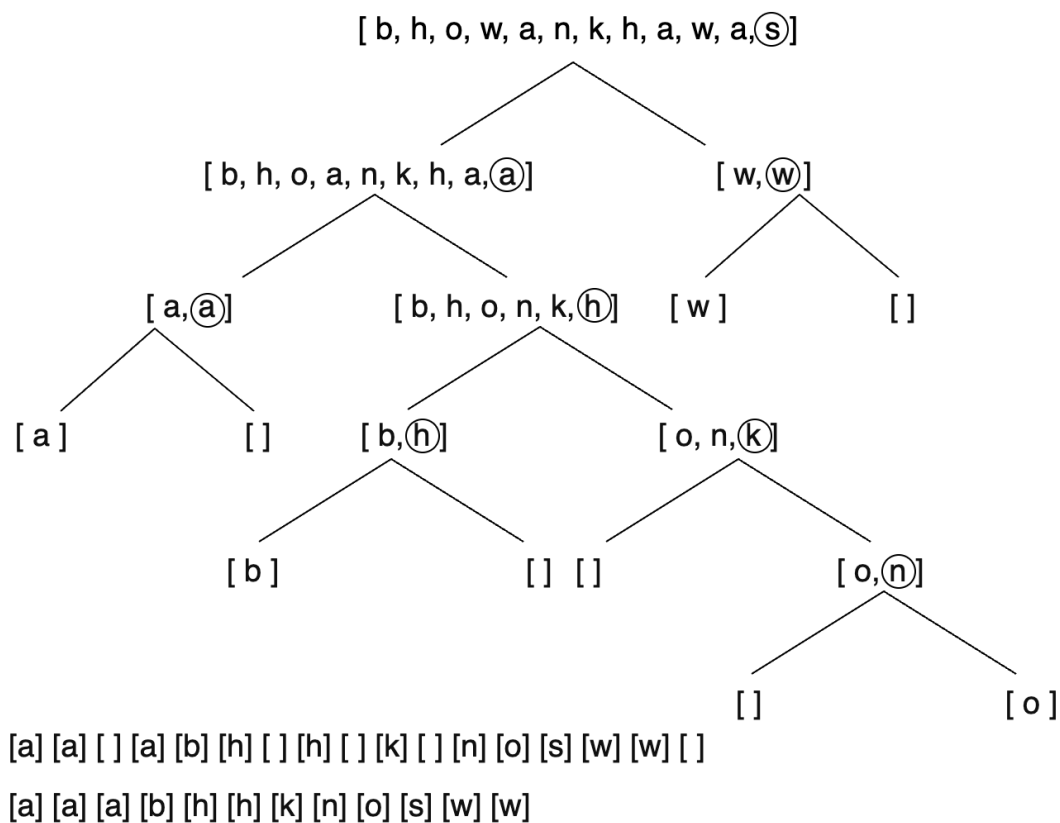 [ b, h, o, w, a, n, k, h, a, w, a, s ]
[ b, h, o, a, n, k, h, a, a ] [ w, w ]
[ a, a ] [ b, h, o, n, k, h ] [ w ] [ ]
[ a ] [ ] [ b, h ] [ o, n, k ]
[ b ] [ ] [ ] [ o, n ]
[ ] [ o ]
[a] [a] [ ] [a] [b] [h] [ ] [h] [ ] [k] [ ] [n] [o] [s] [w] [w] [ ]
[a] [a] [a] [b] [h] [h] [k] [n] [o] [s] [w] [w]